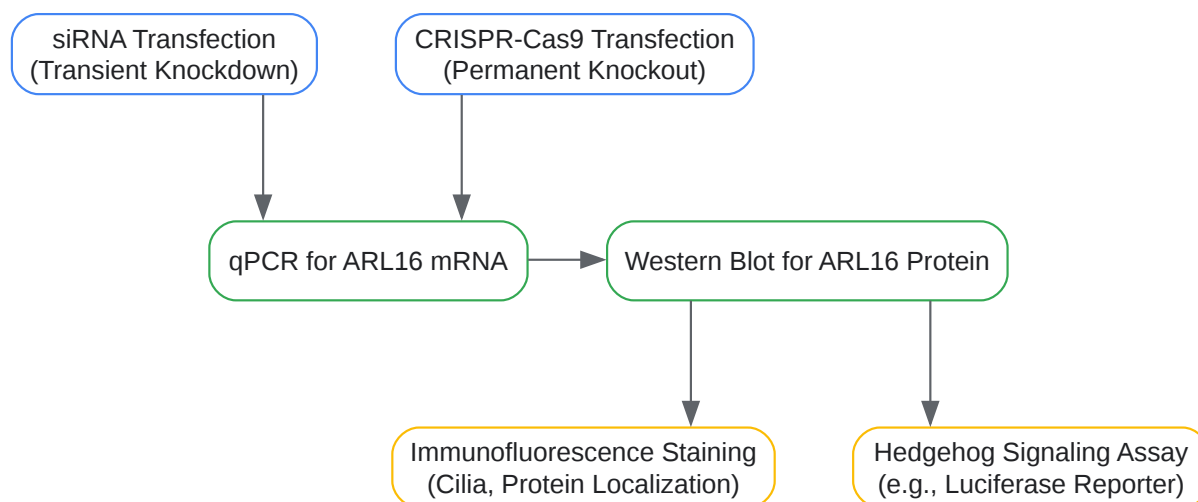 siRNA Transfection
(Transient Knockdown)
CRISPR-Cas9 Transfection
(Permanent Knockout)
qPCR for ARL16 mRNA
Western Blot for ARL16 Protein
Immunofluorescence Staining
(Cilia, Protein Localization)
Hedgehog Signaling Assay
(e.g., Luciferase Reporter)